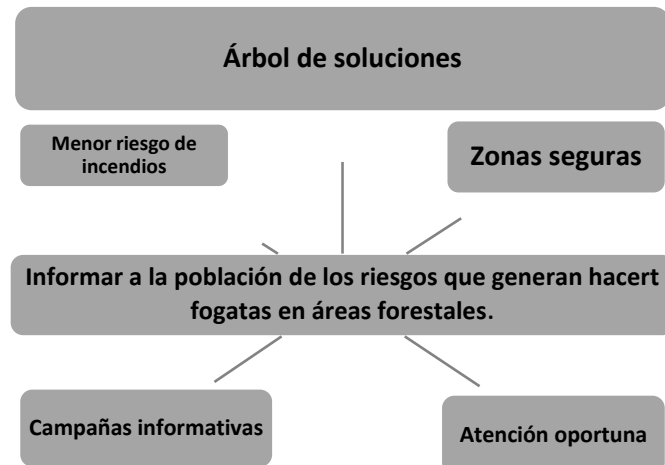 Árbol de soluciones
Menor riesgo de
incendios
Zonas seguras
Informar a la población de los riesgos que generan hacert
fogatas en áreas forestales.
Campañas informativas
Atención oportuna